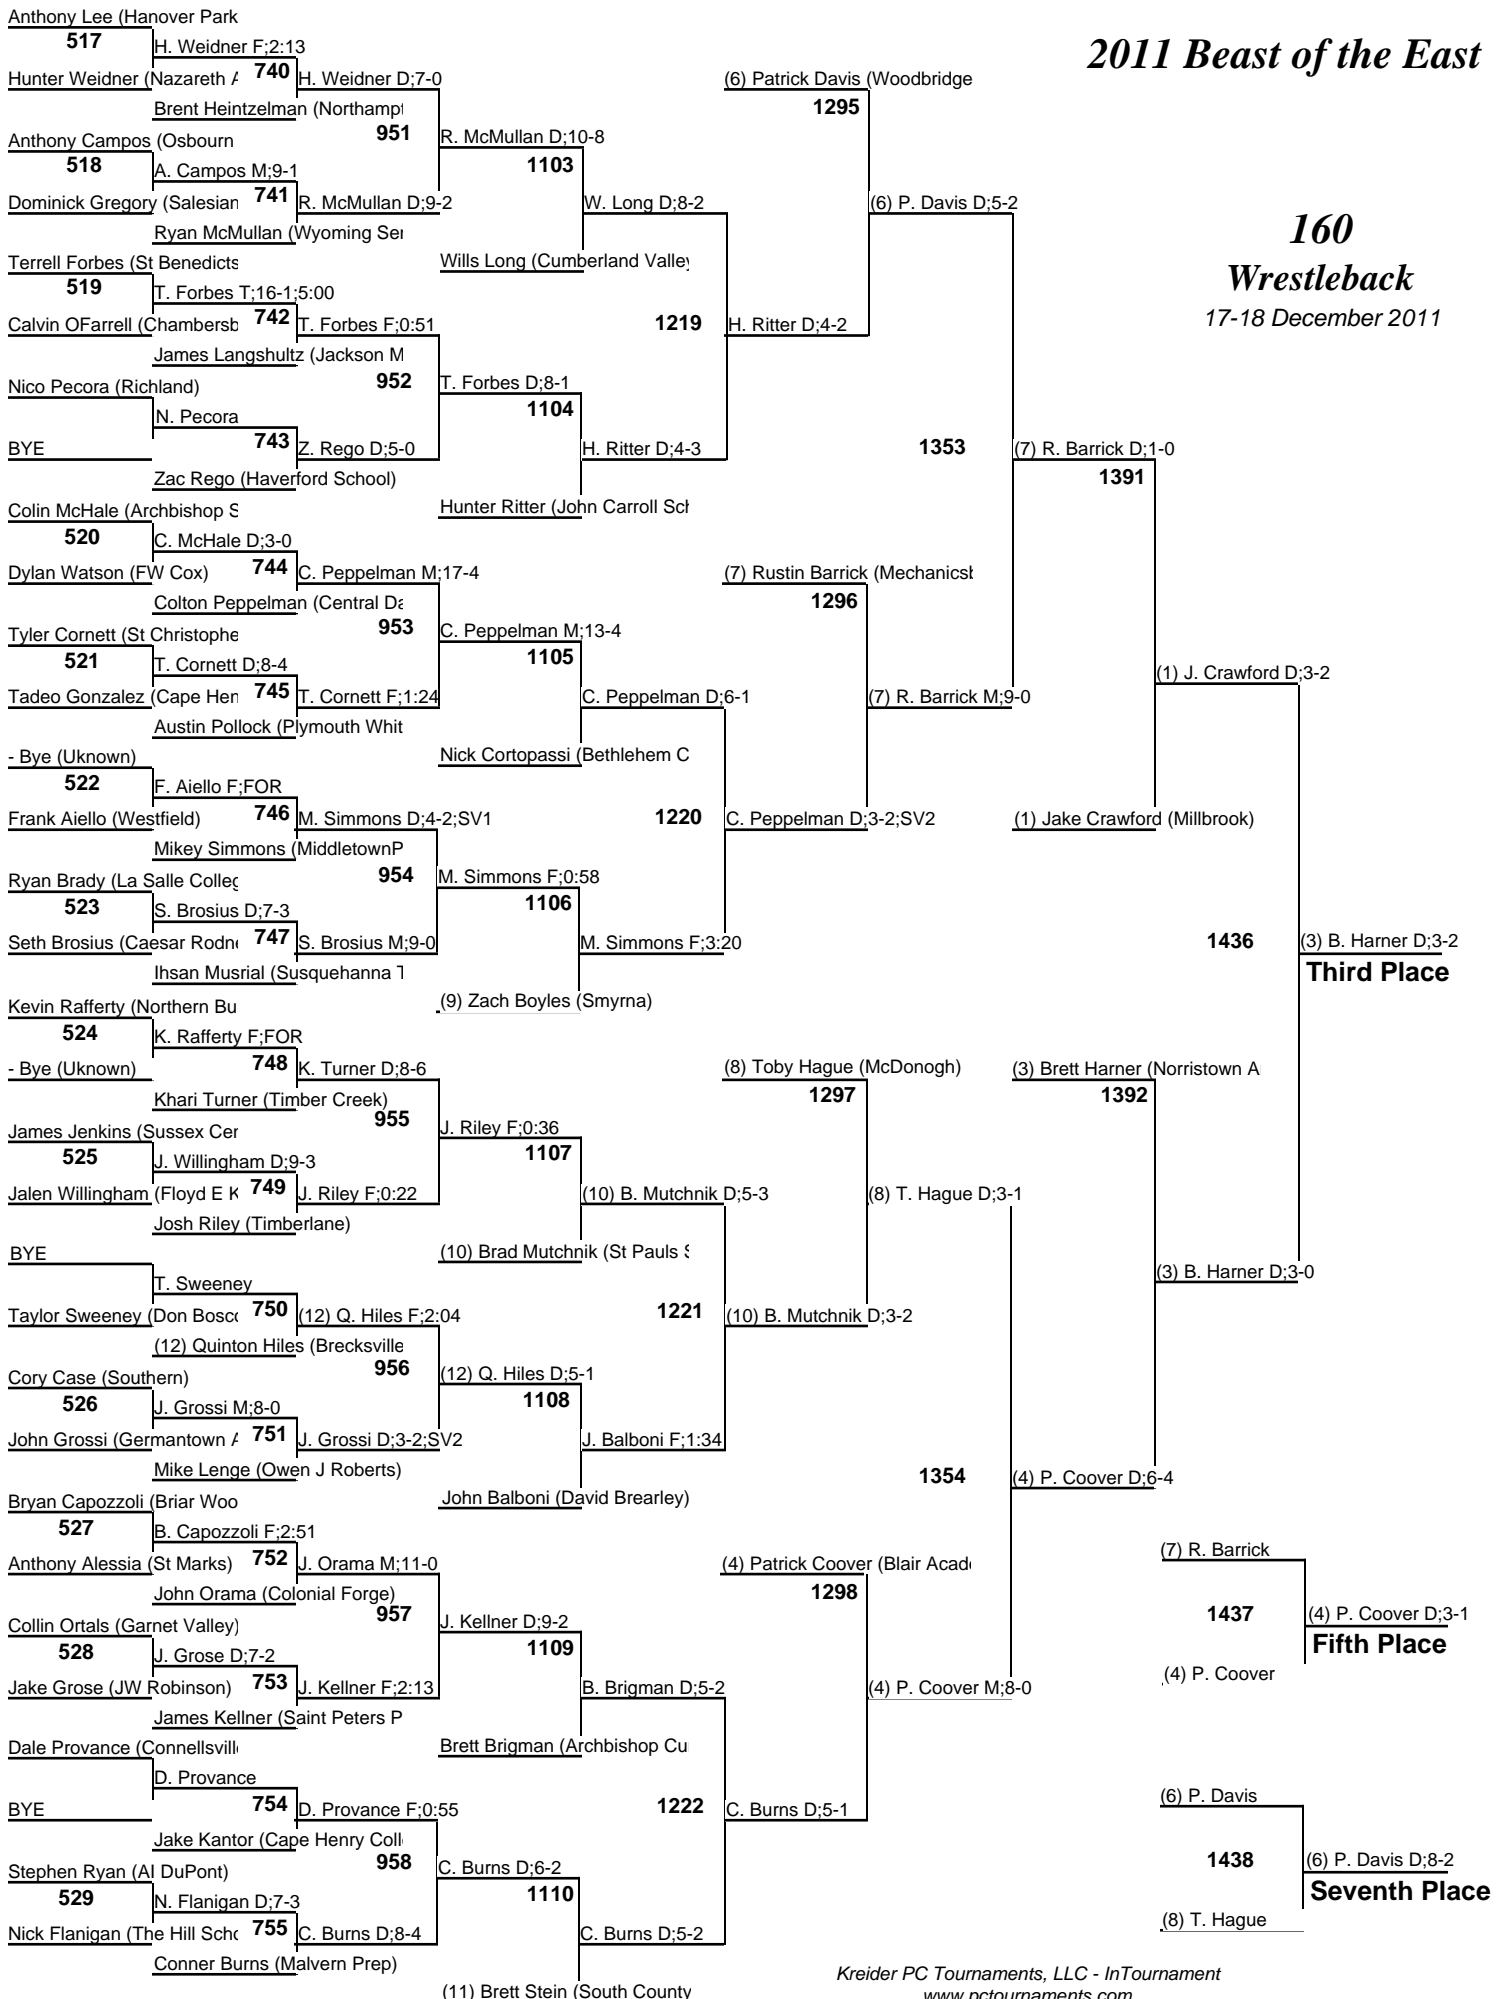 2011 Beast of the East
160
Wrestleback
17-18 December 2011
Anthony Lee (Hanover Park
517
H. Weidner F;2:13
Hunter Weidner (Nazareth A
740
H. Weidner D;7-0
Brent Heintzelman (Northampt
951
R. McMullan D;10-8
Anthony Campos (Osbourn
518
A. Campos M;9-1
Dominick Gregory (Salesian
741
R. McMullan D;9-2
Ryan McMullan (Wyoming Ser
1103
W. Long D;8-2
Wills Long (Cumberland Valley
Terrell Forbes (St Benedicts
519
T. Forbes T;16-1;5:00
Calvin OFarrell (Chambersb
742
T. Forbes F;0:51
James Langshultz (Jackson M
952
T. Forbes D;8-1
Nico Pecora (Richland)
N. Pecora
BYE
743
Z. Rego D;5-0
Zac Rego (Haverford School)
1104
H. Ritter D;4-3
Hunter Ritter (John Carroll Sch
1219
H. Ritter D;4-2
(6) Patrick Davis (Woodbridge
1295
(6) P. Davis D;5-2
Colin McHale (Archbishop S
520
C. McHale D;3-0
Dylan Watson (FW Cox)
744
C. Peppelman M;17-4
Colton Peppelman (Central Da
953
C. Peppelman M;13-4
Tyler Cornett (St Christophe
521
T. Cornett D;8-4
Tadeo Gonzalez (Cape Hen
745
T. Cornett F;1:24
Austin Pollock (Plymouth Whit
1105
C. Peppelman D;6-1
Nick Cortopassi (Bethlehem C
- Bye (Uknown)
522
F. Aiello F;FOR
Frank Aiello (Westfield)
746
M. Simmons D;4-2;SV1
Mikey Simmons (MiddletownP
954
M. Simmons F;0:58
Ryan Brady (La Salle Colleg
523
S. Brosius D;7-3
Seth Brosius (Caesar Rodne
747
S. Brosius M;9-0
Ihsan Musrial (Susquehanna T
1106
M. Simmons F;3:20
(9) Zach Boyles (Smyrna)
1220
C. Peppelman D;3-2;SV2
(7) Rustin Barrick (Mechanicsb
1296
(7) R. Barrick M;9-0
1353
(7) R. Barrick D;1-0
1391
(1) J. Crawford D;3-2
(1) Jake Crawford (Millbrook)
1436
(3) B. Harner D;3-2
Third Place
Kevin Rafferty (Northern Bu
524
K. Rafferty F;FOR
- Bye (Uknown)
748
K. Turner D;8-6
Khari Turner (Timber Creek)
955
J. Riley F;0:36
James Jenkins (Sussex Cer
525
J. Willingham D;9-3
Jalen Willingham (Floyd E K
749
J. Riley F;0:22
Josh Riley (Timberlane)
1107
(10) B. Mutchnik D;5-3
(10) Brad Mutchnik (St Pauls S
BYE
T. Sweeney
Taylor Sweeney (Don Bosco
750
(12) Q. Hiles F;2:04
(12) Quinton Hiles (Brecksville
956
(12) Q. Hiles D;5-1
Cory Case (Southern)
526
J. Grossi M;8-0
John Grossi (Germantown A
751
J. Grossi D;3-2;SV2
Mike Lenge (Owen J Roberts)
1108
J. Balboni F;1:34
John Balboni (David Brearley)
1221
(10) B. Mutchnik D;3-2
(8) Toby Hague (McDonogh)
1297
(8) T. Hague D;3-1
Bryan Capozzoli (Briar Woo
527
B. Capozzoli F;2:51
Anthony Alessia (St Marks)
752
J. Orama M;11-0
John Orama (Colonial Forge)
957
J. Kellner D;9-2
Collin Ortals (Garnet Valley)
528
J. Grose D;7-2
Jake Grose (JW Robinson)
753
J. Kellner F;2:13
James Kellner (Saint Peters P
1109
B. Brigman D;5-2
Brett Brigman (Archbishop Cu
Dale Provance (Connellsville
D. Provance
BYE
754
D. Provance F;0:55
Jake Kantor (Cape Henry Colle
958
C. Burns D;6-2
Stephen Ryan (AI DuPont)
529
N. Flanigan D;7-3
Nick Flanigan (The Hill Scho
755
C. Burns D;8-4
Conner Burns (Malvern Prep)
1110
C. Burns D;5-2
(11) Brett Stein (South County
1222
C. Burns D;5-1
(4) Patrick Coover (Blair Acade
1298
(4) P. Coover M;8-0
1354
(4) P. Coover D;6-4
(3) Brett Harner (Norristown A
1392
(3) B. Harner D;3-0
(7) R. Barrick
1437
(4) P. Coover D;3-1
Fifth Place
(4) P. Coover
(6) P. Davis
1438
(6) P. Davis D;8-2
Seventh Place
(8) T. Hague
Kreider PC Tournaments, LLC - InTournament
www.pctournaments.com